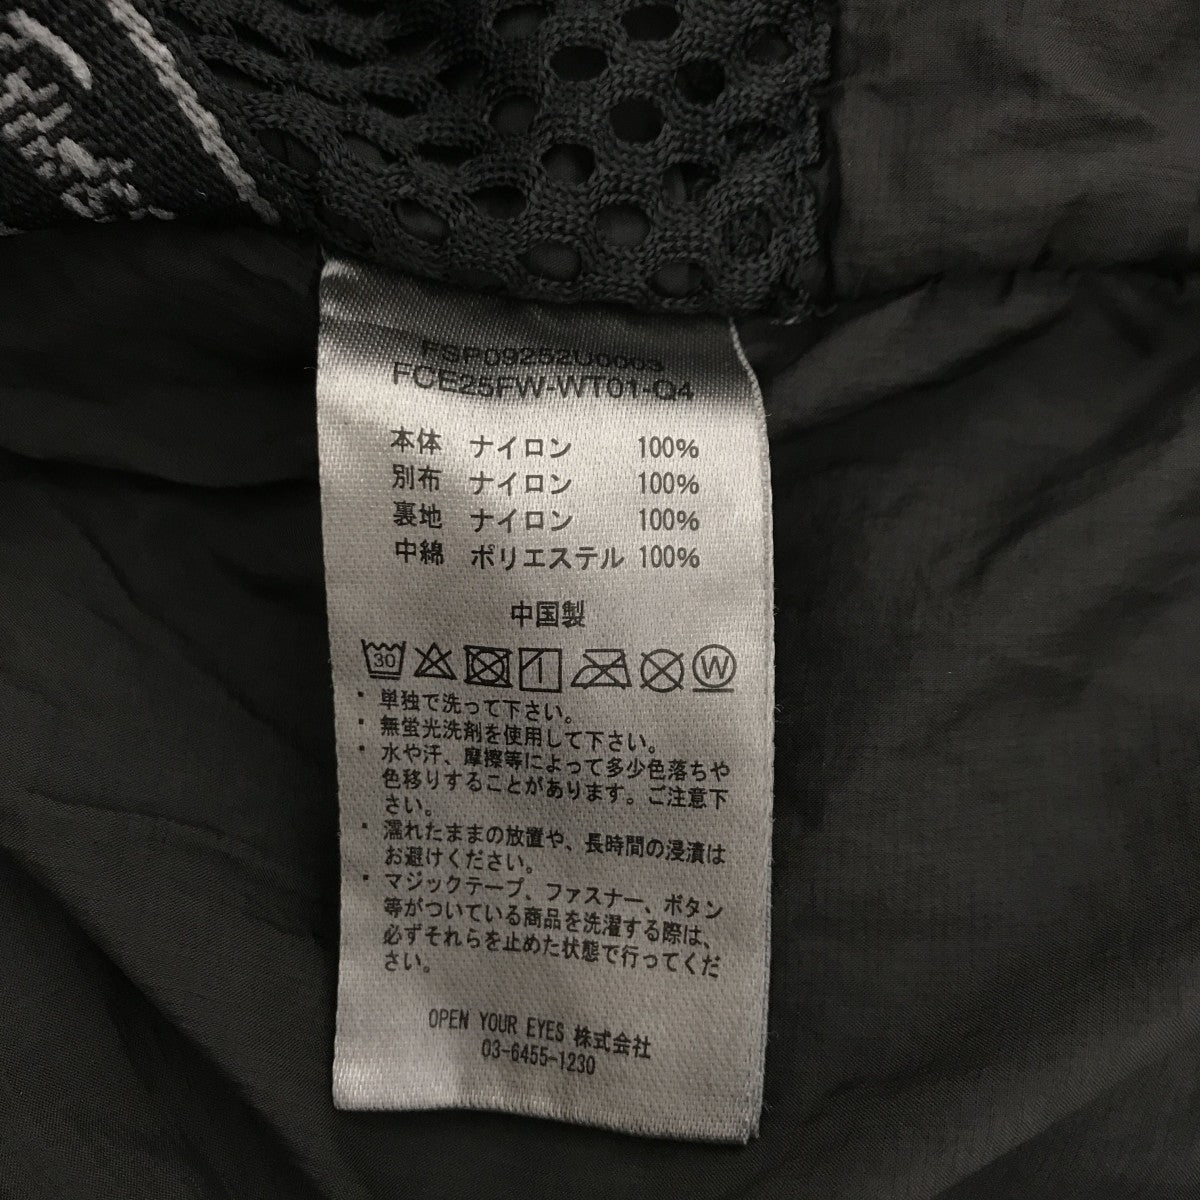 FSP09252U0003
FCE25FW-WT01-Q4
本体 ナイロン 100%
別布 ナイロン 100%
裏地 ナイロン 100%
中綿 ポリエステル 100%
中国製
30
W
・単独で洗って下さい。
・無蛍光洗剤を使用して下さい。
・水や汗、摩擦等によって多少色落ちや
色移りすることがあります。ご注意下
さい。
・濡れたままの放置や、長時間の浸漬は
お避けください。
・マジックテープ、ファスナー、ボタン
等がついている商品を洗濯する際は、
必ずそれらを止めた状態で行ってくだ
さい。
OPEN YOUR EYES 株式会社
03-6455-1230